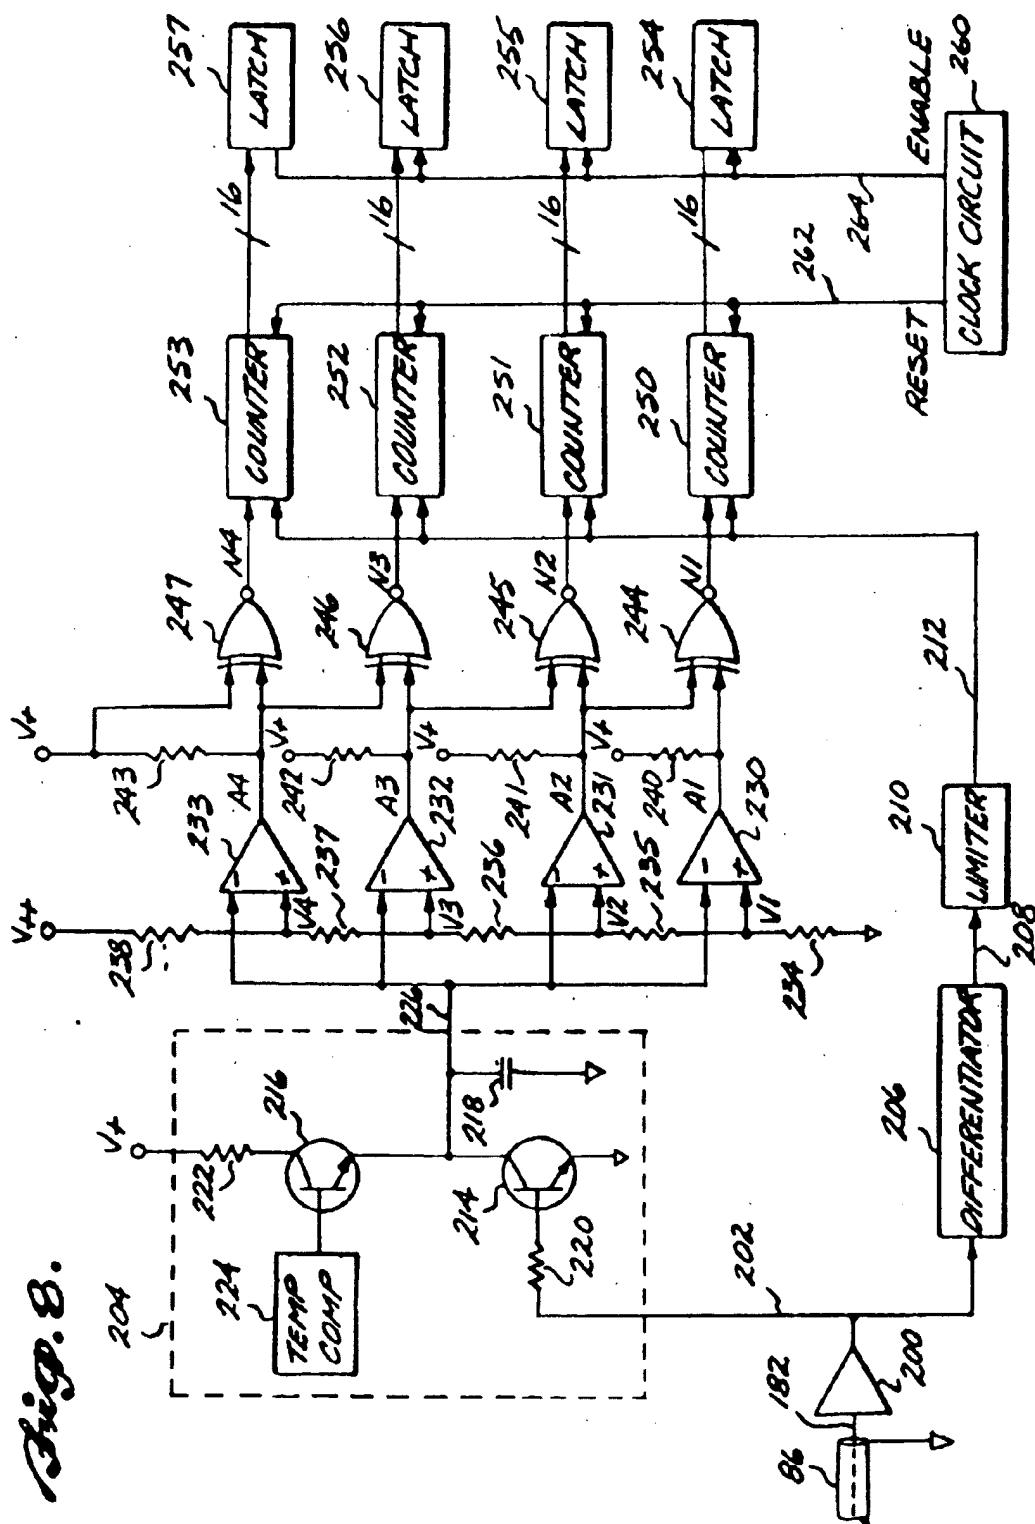 Fig. 8.
204
224
TEMP
COMP
V+
222
216
214
220
218
226
202
86
182
200
DIFFERENTIATOR
206
208
LIMITER
210
212
V++
238
V4
237
V3
236
V2
235
V1
234
-
+
233
A4
-
+
232
A3
-
+
231
A2
-
+
230
A1
V+
243
V+
242
V+
241
V+
240
247
N4
246
N3
245
N2
244
N1
COUNTER
253
COUNTER
252
COUNTER
251
COUNTER
250
16
16
16
16
LATCH
257
LATCH
256
LATCH
255
LATCH
254
262
264
RESET
ENABLE
CLOCK CIRCUIT
260